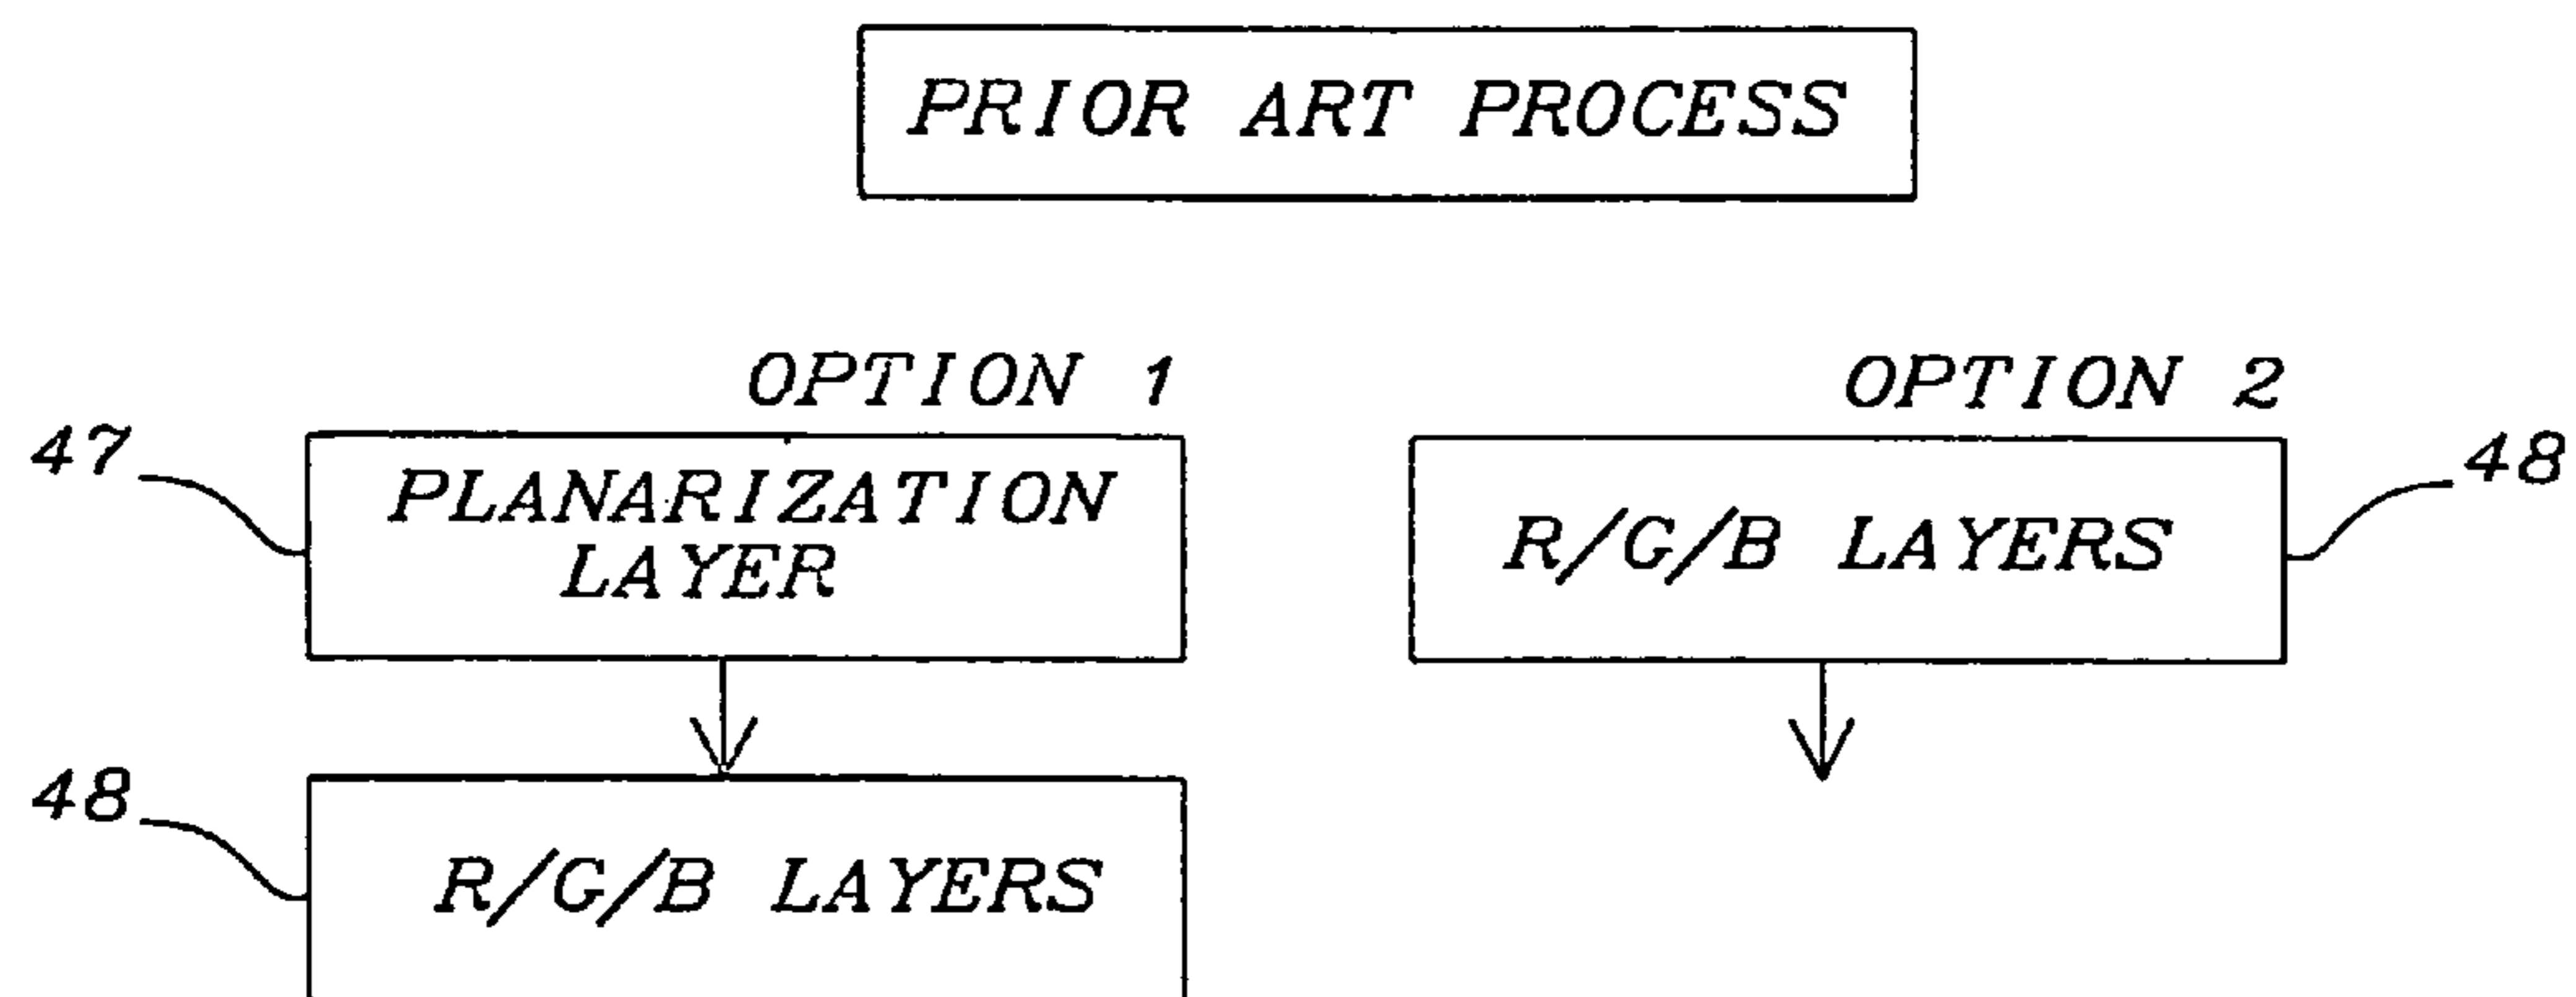 PRIOR ART PROCESS
OPTION 1
47
PLANARIZATION
LAYER
48
R/G/B LAYERS
OPTION 2
R/G/B LAYERS
48